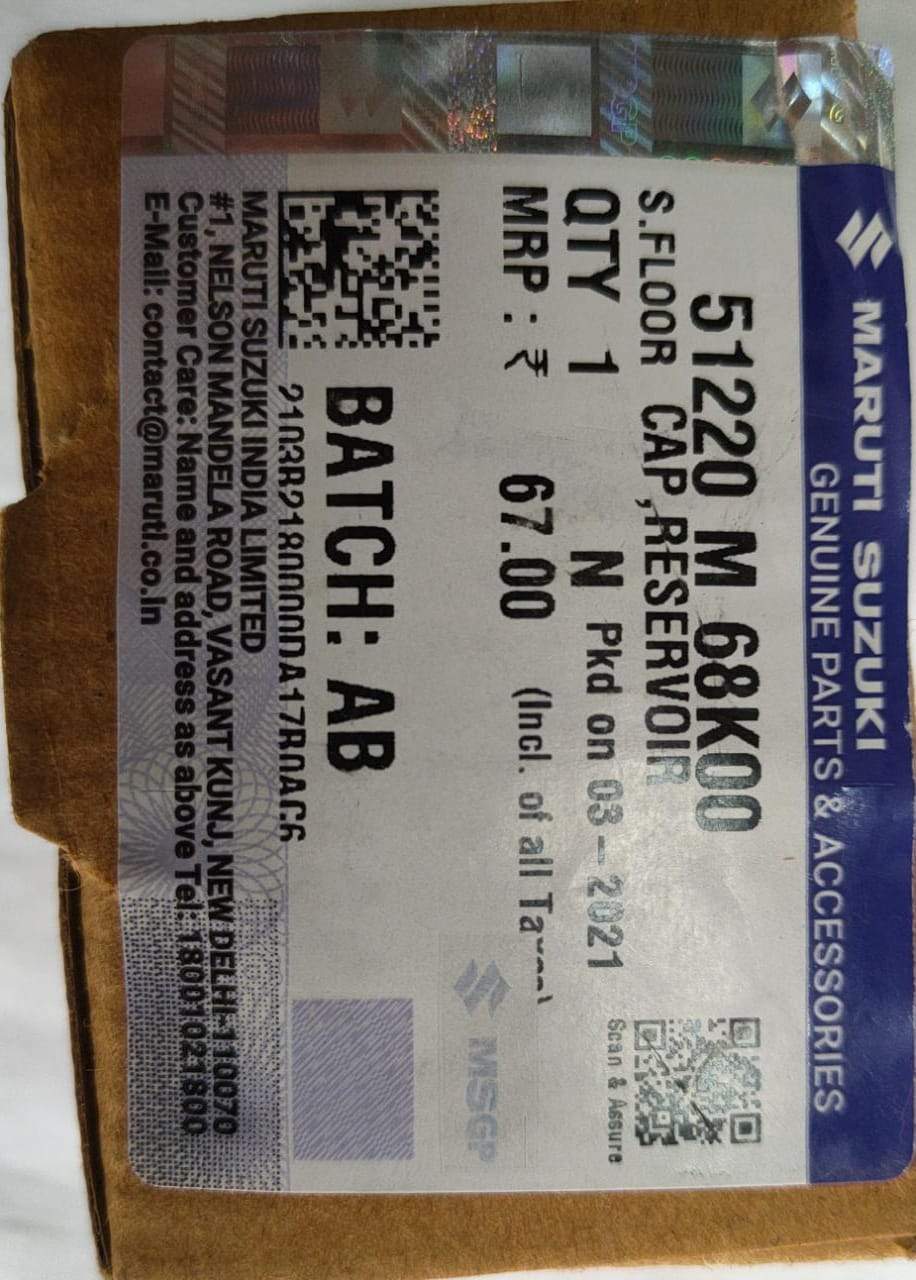 MARUTI SUZUKI
GENUINE PARTS & ACCESSORIES
51220 M 68K00
S.FLOOR CAP,RESERVOIR
QTY 1 N Pkd on 03-2021
MRP : ₹ 67.00 (Incl. of all
Scan & Assure
MSGP
BATCH: AB
MARUTI SUZUKI INDIA LIMITED
#1, NELSON MANDELA ROAD, VASANT KUNJ, NEW DELHI-110070
Customer Care: Name and address as above Tel: 18001021800
E-Mail: contact@maruti.co.in